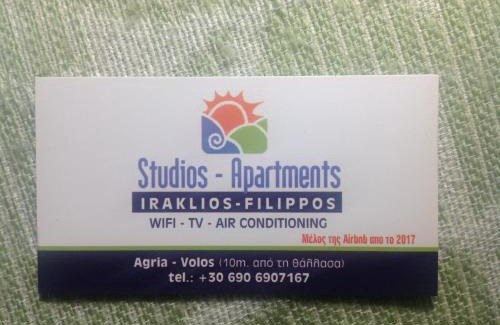 Studios - Apartments
IRAKLIOS-FILIPPOS
WIFI - TV - AIR CONDITIONING
Μέλος της Airbnb απο το 2017
Agria - Volos (10m. από τη θάλλασα)
tel.: +30 690 6907167